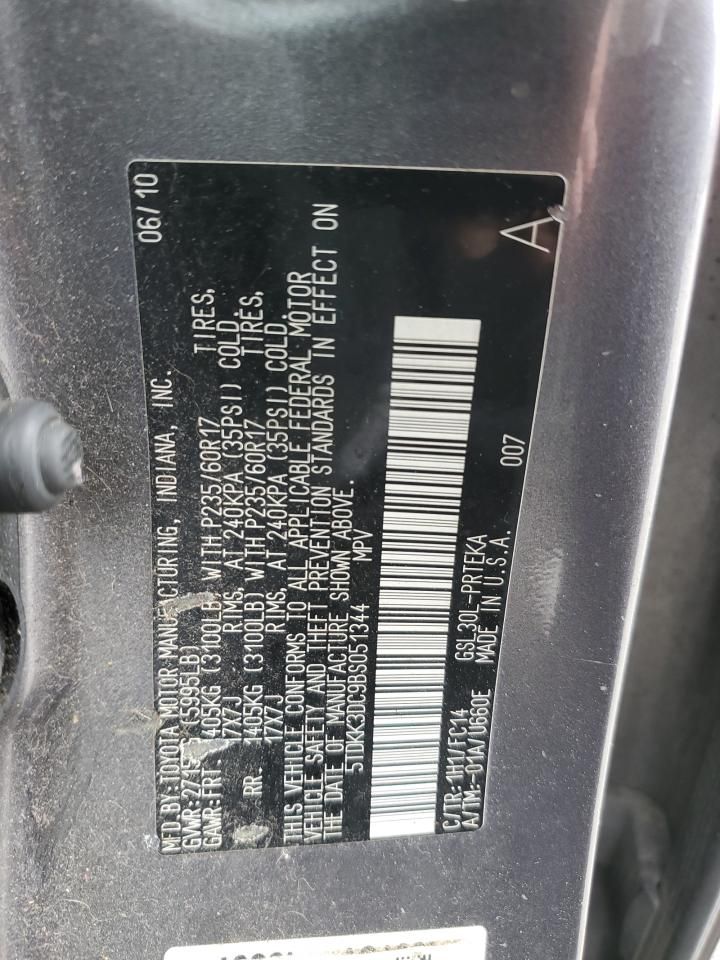 MFD.BY:TOYOTA MOTOR MANUFACTURING, INDIANA, INC. 06/10
GVWR:2715 (5995LB)
GAWR:FRT 405KG (3100LB) WITH P235/60R17 TIRES,
17X7J RIMS, AT 240KPA (35PSI) COLD.
RR. 1405KG (3100LB) WITH P235/60R17 TIRES,
17X7J RIMS, AT 240KPA (35PSI) COLD.
THIS VEHICLE CONFORMS TO ALL APPLICABLE FEDERAL MOTOR
VEHICLE SAFETY AND THEFT PREVENTION STANDARDS IN EFFECT ON
THE DATE OF MANUFACTURE SHOWN ABOVE.
5TDKK3DC9BS051344 MPV
C/TR:1H1/FC14 GSL30L-PRTEKA 007
A/TM:-01A/U660E MADE IN U.S.A. A